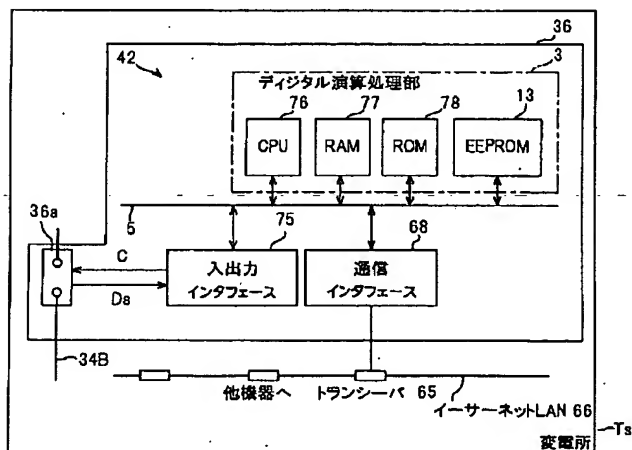 36
42
3
ディジタル演算処理部
76
77
78
13
CPU
RAM
ROM
EEPROM
5
36a
75
68
C
入出力
インタフェース
通信
インタフェース
Ds
34B
他機器へ
トランシーバ 65
イーサーネットLAN 66
Ts
変電所